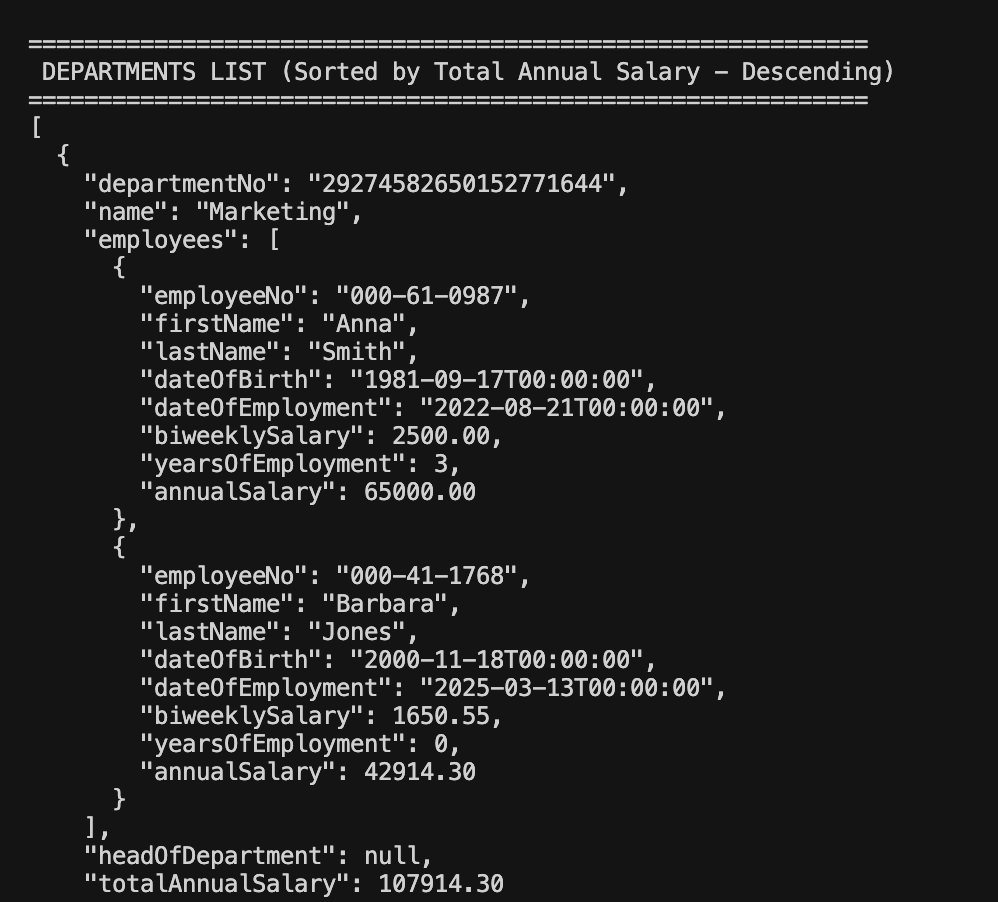 ============================================================
 DEPARTMENTS LIST (Sorted by Total Annual Salary - Descending)
============================================================
[
  {
    "departmentNo": "29274582650152771644",
    "name": "Marketing",
    "employees": [
      {
        "employeeNo": "000-61-0987",
        "firstName": "Anna",
        "lastName": "Smith",
        "dateOfBirth": "1981-09-17T00:00:00",
        "dateOfEmployment": "2022-08-21T00:00:00",
        "biweeklySalary": 2500.00,
        "yearsOfEmployment": 3,
        "annualSalary": 65000.00
      },
      {
        "employeeNo": "000-41-1768",
        "firstName": "Barbara",
        "lastName": "Jones",
        "dateOfBirth": "2000-11-18T00:00:00",
        "dateOfEmployment": "2025-03-13T00:00:00",
        "biweeklySalary": 1650.55,
        "yearsOfEmployment": 0,
        "annualSalary": 42914.30
      }
    ],
    "headOfDepartment": null,
    "totalAnnualSalary": 107914.30